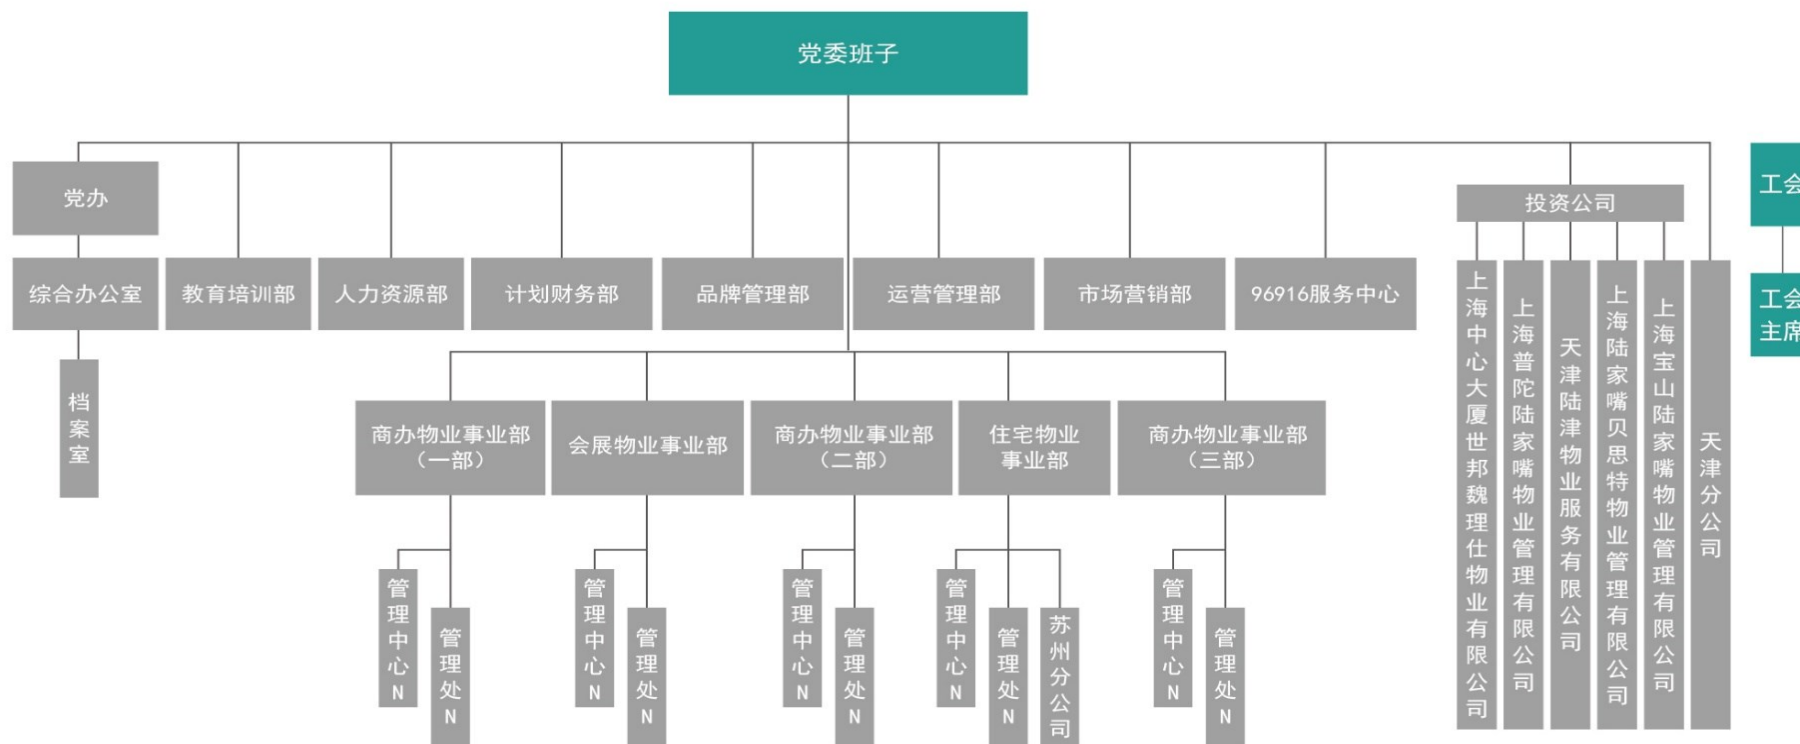 党委班子
党办
投资公司
工会
综合办公室
教育培训部
人力资源部
计划财务部
品牌管理部
运营管理部
市场营销部
96916服务中心
工会
主席
档案室
上海中心大厦世邦魏理仕物业有限公司
上海普陀陆家嘴物业管理有限公司
天津陆津物业服务有限公司
上海陆家嘴贝思特物业管理有限公司
上海宝山陆家嘴物业管理有限公司
天津分公司
商办物业事业部
（一部）
会展物业事业部
商办物业事业部
（二部）
住宅物业
事业部
商办物业事业部
（三部）
管理中心N
管理处N
管理中心N
管理处N
管理中心N
管理处N
管理中心N
管理处N
苏州分公司
管理中心N
管理处N